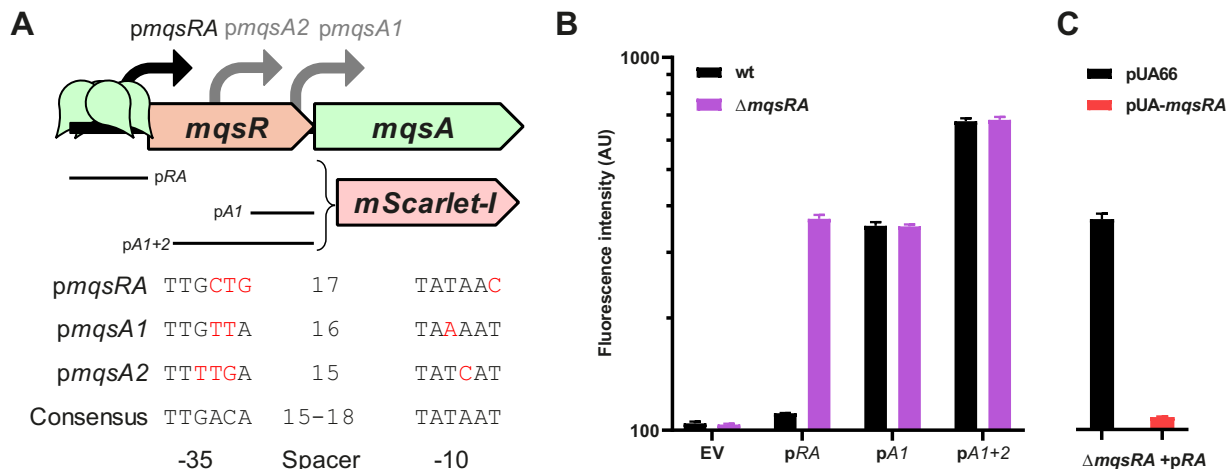 A
pmqsRA pmqsA2 pmqsA1
mqsR mqsA
pRA
pA1
pA1+2
mScarlet-I
pmqsRA TTGCTG 17 TATAAC
pmqsA1 TTGTTA 16 TAAAAT
pmqsA2 TTTTGA 15 TATCAT
Consensus TTGACA 15-18 TATAAT
-35 Spacer -10
B
1000
wt
ΔmqsRA
Fluorescence intensity (AU)
100
EV pRA pA1 pA1+2
C
pUA66
pUA-mqsRA
ΔmqsRA +pRA